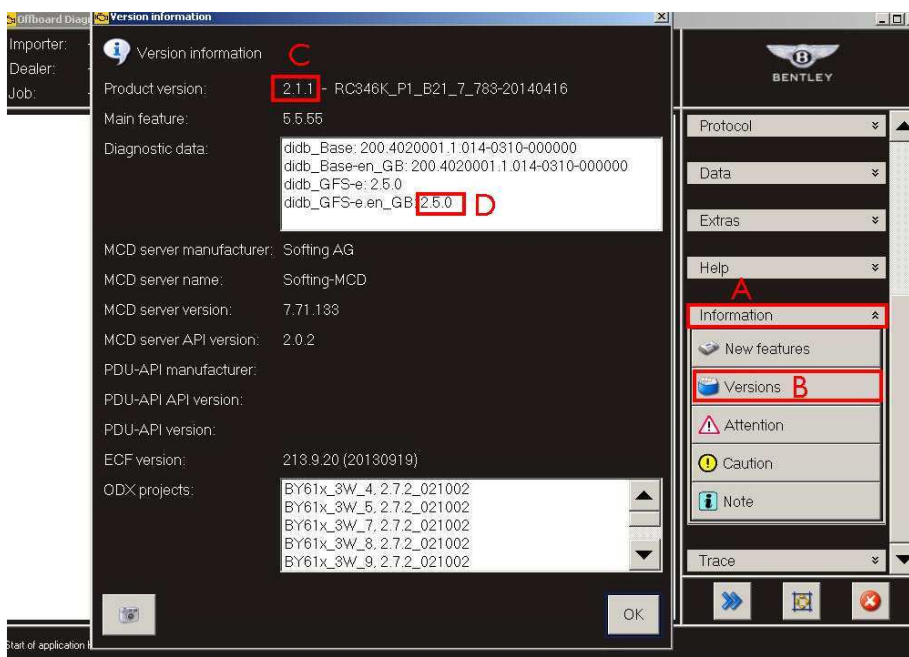 Offboard Diag
Version information
Importer:
Dealer:
Job:
Version information
C
Product version: 2.1.1 - RC346K_P1_B21_7_783-20140416
Main feature: 5.5.55
Diagnostic data:
didb_Base: 200.4020001.1.014-0310-000000
didb_Base-en_GB: 200.4020001.1.014-0310-000000
didb_GFS-e: 2.5.0
didb_GFS-e.en_GB: 2.5.0
D
MCD server manufacturer: Softing AG
MCD server name: Softing-MCD
MCD server version: 7.71.133
MCD server API version: 2.0.2
PDU-API manufacturer:
PDU-API API version:
PDU-API version:
ECF version: 213.9.20 (20130919)
ODX projects:
BY61x_3W_4, 2.7.2_021002
BY61x_3W_5, 2.7.2_021002
BY61x_3W_7, 2.7.2_021002
BY61x_3W_8, 2.7.2_021002
BY61x_3W_9, 2.7.2_021002
OK
B
BENTLEY
Protocol
Data
Extras
Help
A
Information
New features
Versions B
Attention
Caution
Note
Trace
Start of application